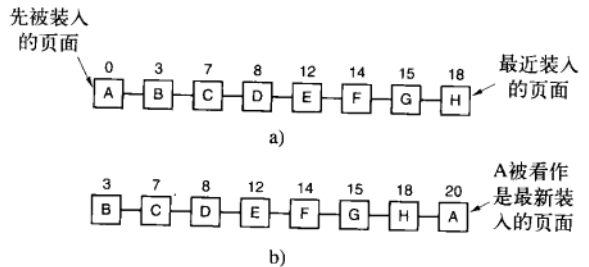 先被装入
的页面
0 3 7 8 12 14 15 18
A B C D E F G H
最近装入
的页面
a)
3 7 8 12 14 15 18 20
B C D E F G H A
A被看作
是最新装
入的页面
b)